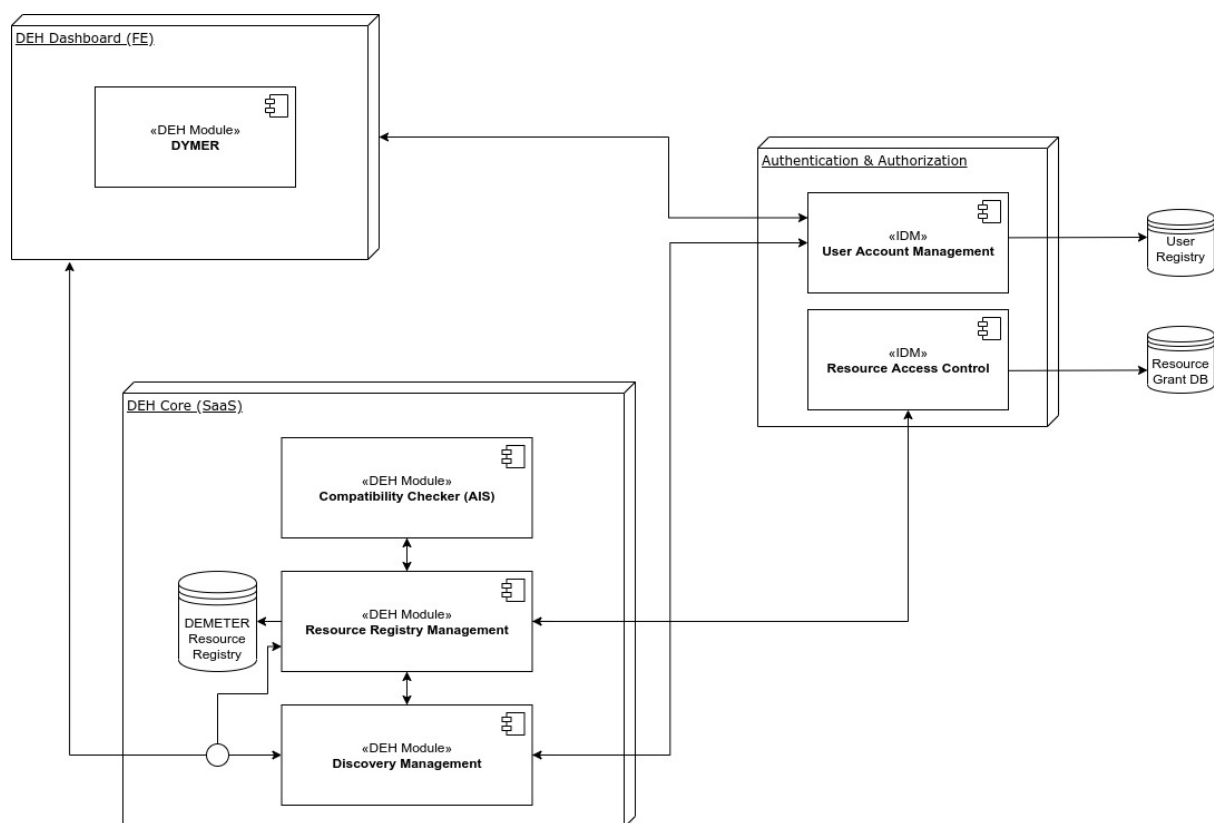 DEH Dashboard (FE)
«DEH Module»
DYMER
Authentication & Authorization
«IDM»
User Account Management
User
Registry
«IDM»
Resource Access Control
Resource
Grant DB
DEH Core (SaaS)
«DEH Module»
Compatibility Checker (AIS)
«DEH Module»
Resource Registry Management
DEMETER
Resource
Registry
«DEH Module»
Discovery Management